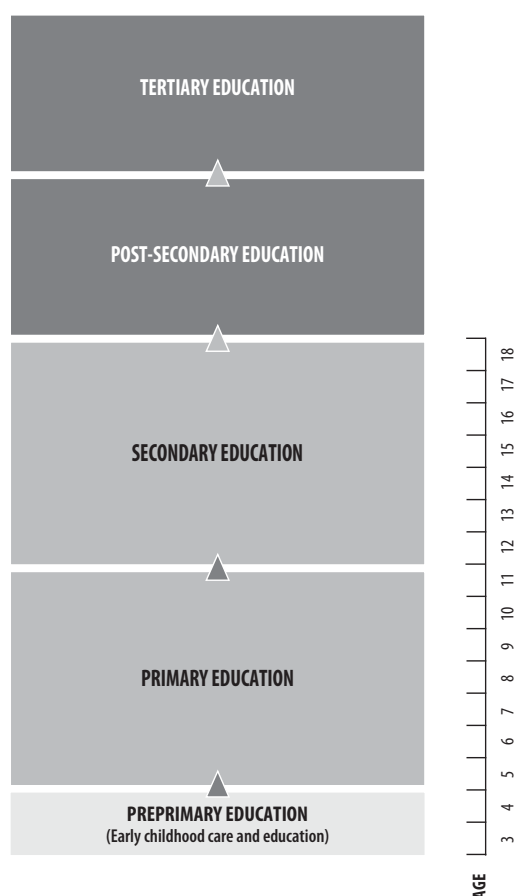 TERTIARY EDUCATION
POST-SECONDARY EDUCATION
SECONDARY EDUCATION
PRIMARY EDUCATION
PREPRIMARY EDUCATION
(Early childhood care and education)
AGE 3 4 5 6 7 8 9 10 11 12 13 14 15 16 17 18